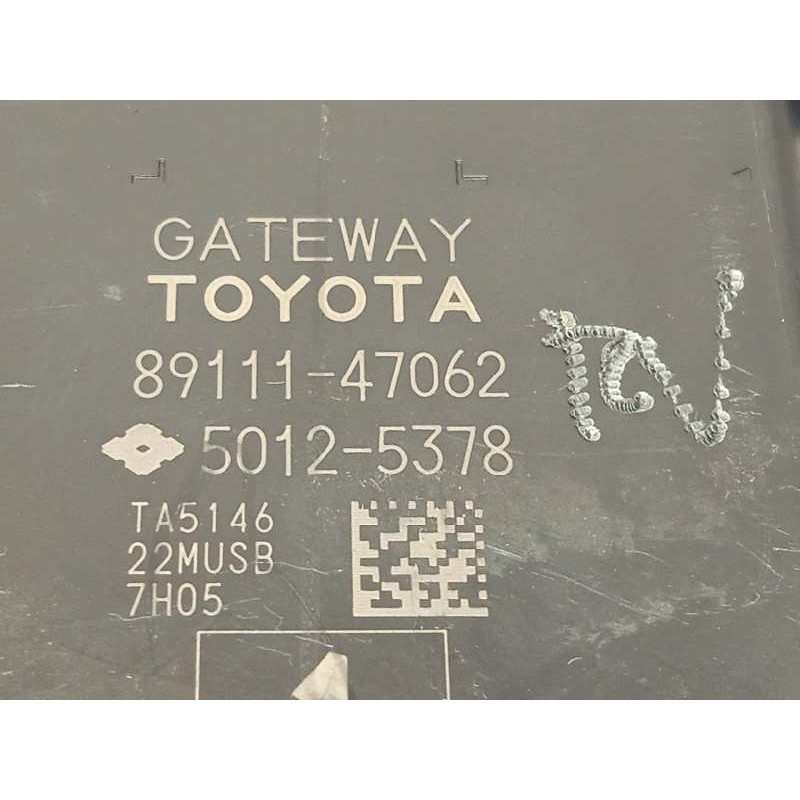 GATEWAY
TOYOTA
89111-47062
5012-5378
TA5146
22MUSB
7H05